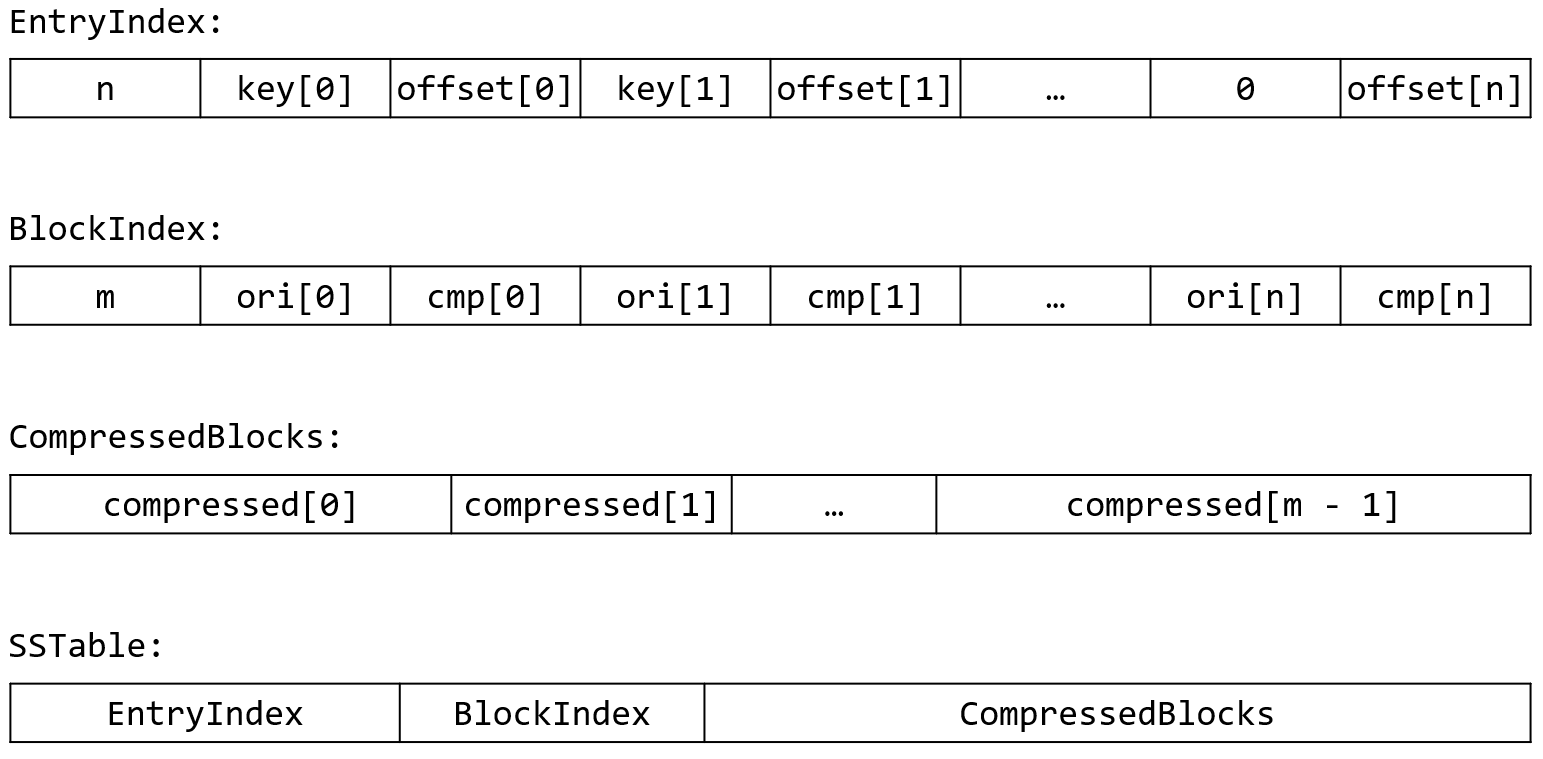 EntryIndex:
n key[0] offset[0] key[1] offset[1] … 0 offset[n]
BlockIndex:
m ori[0] cmp[0] ori[1] cmp[1] … ori[n] cmp[n]
CompressedBlocks:
compressed[0] compressed[1] … compressed[m - 1]
SSTable:
EntryIndex BlockIndex CompressedBlocks